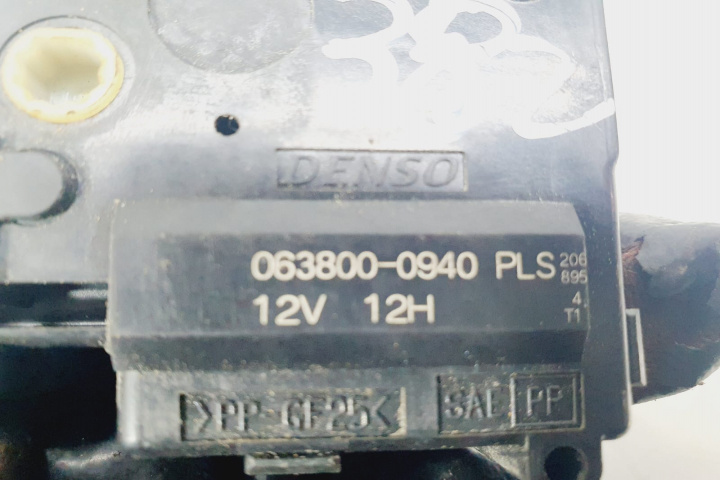 DENSO
063800-0940 PLS 206
895
12V 12H 4
T1
>PP-GF25<
SAE PP